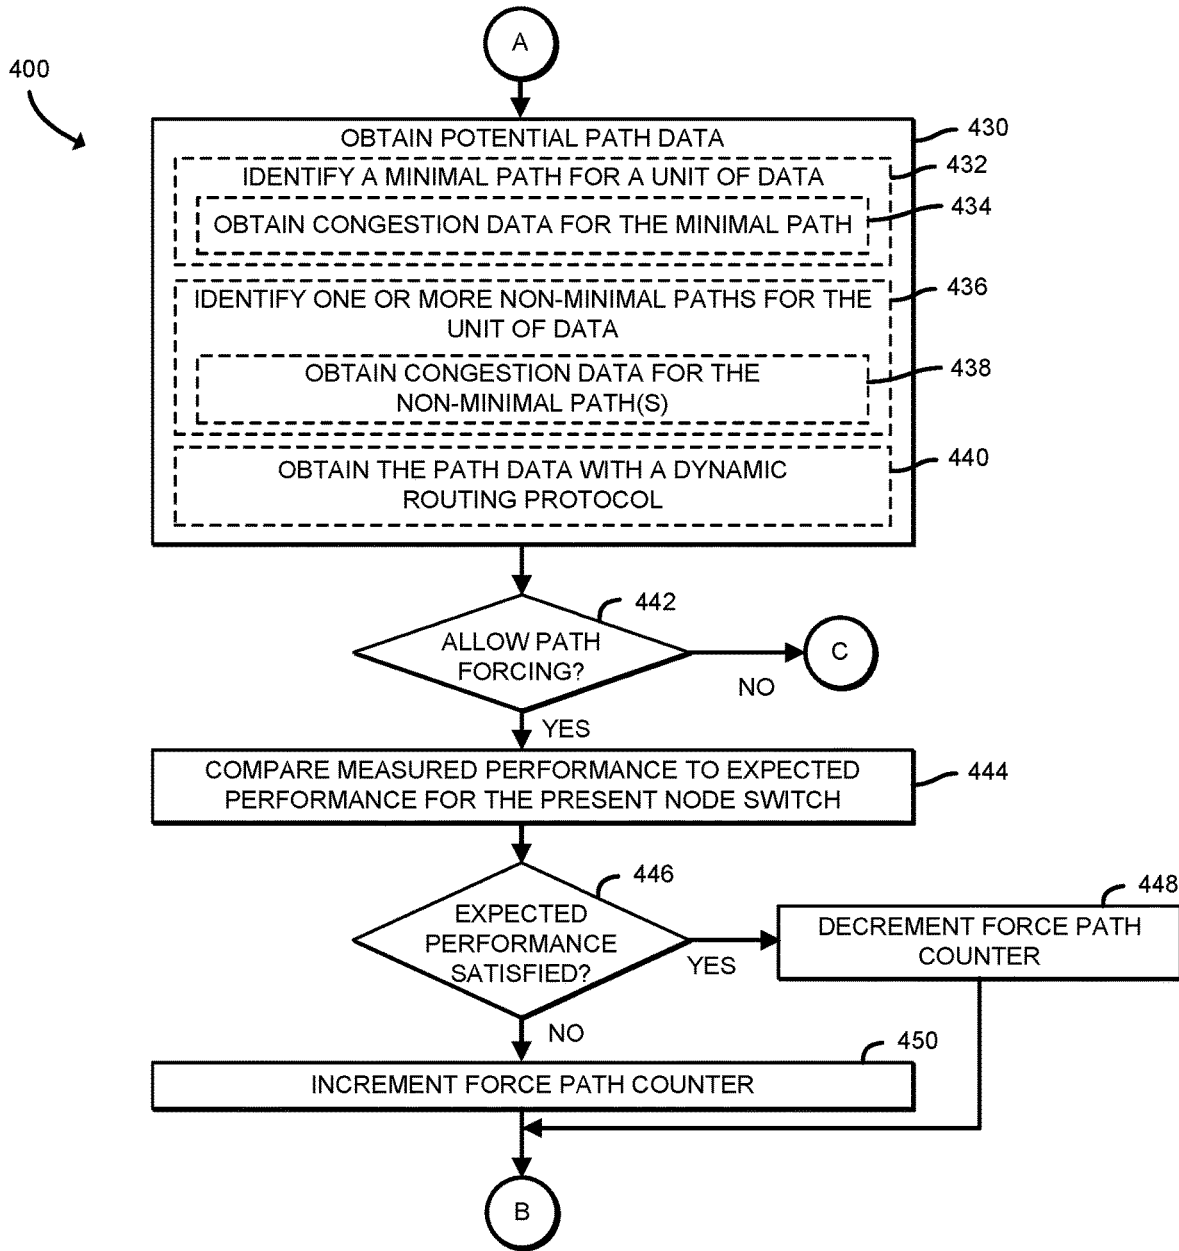 A
400
OBTAIN POTENTIAL PATH DATA
430
IDENTIFY A MINIMAL PATH FOR A UNIT OF DATA
432
OBTAIN CONGESTION DATA FOR THE MINIMAL PATH
434
IDENTIFY ONE OR MORE NON-MINIMAL PATHS FOR THE
UNIT OF DATA
436
OBTAIN CONGESTION DATA FOR THE
NON-MINIMAL PATH(S)
438
OBTAIN THE PATH DATA WITH A DYNAMIC
ROUTING PROTOCOL
440
442
ALLOW PATH
FORCING?
NO
C
YES
COMPARE MEASURED PERFORMANCE TO EXPECTED
PERFORMANCE FOR THE PRESENT NODE SWITCH
444
446
EXPECTED
PERFORMANCE
SATISFIED?
YES
448
DECREMENT FORCE PATH
COUNTER
NO
450
INCREMENT FORCE PATH COUNTER
B